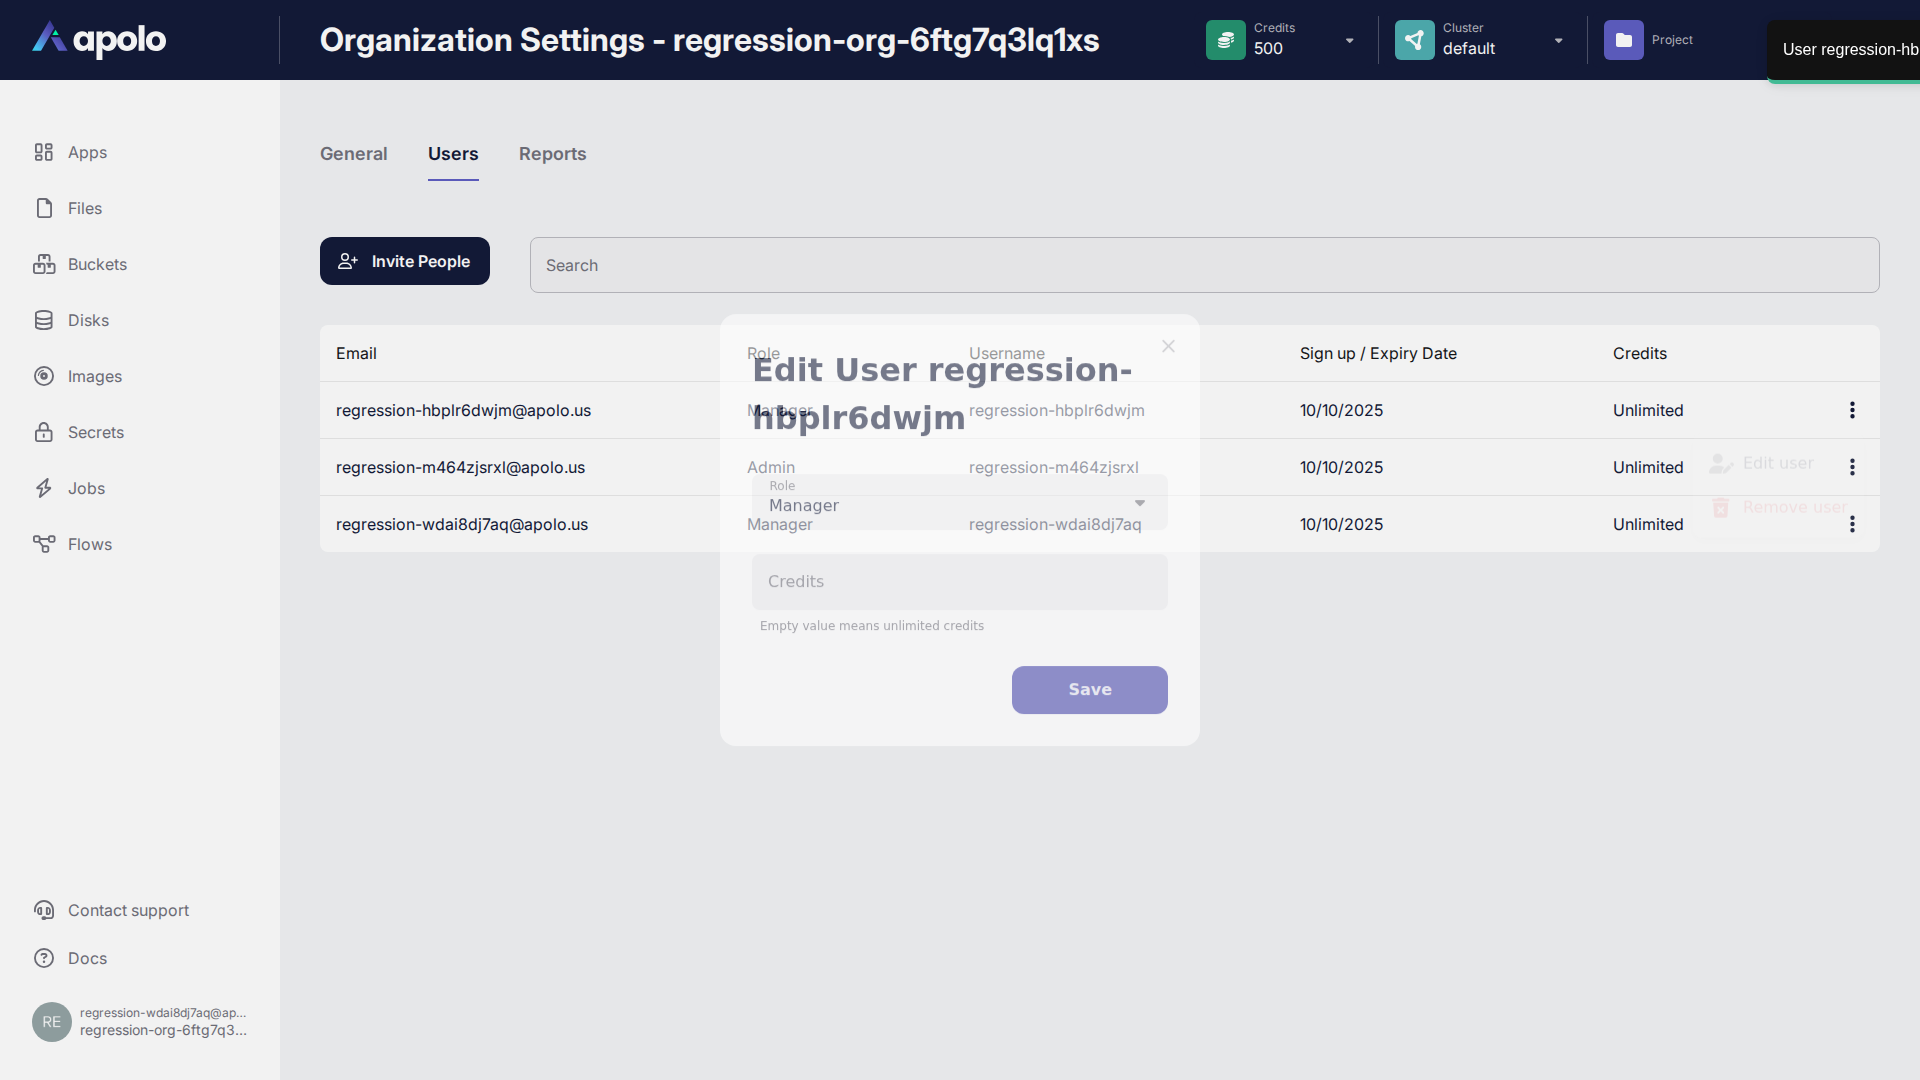 apolo
Organization Settings - regression-org-6ftg7q3lq1xs
Credits
500
Cluster
default
Project
User regression-hb
Apps
Files
Buckets
Disks
Images
Secrets
Jobs
Flows
Contact support
Docs
RE
regression-wdai8dj7aq@ap...
regression-org-6ftg7q3...
General
Users
Reports
Invite People
Search
Email
Role
Username
Sign up / Expiry Date
Credits
regression-hbplr6dwjm@apolo.us
Manager
regression-hbplr6dwjm
10/10/2025
Unlimited
regression-m464zjsrxl@apolo.us
Admin
regression-m464zjsrxl
10/10/2025
Unlimited
regression-wdai8dj7aq@apolo.us
Manager
regression-wdai8dj7aq
10/10/2025
Unlimited
Edit user
Remove user
Edit User regression-
hbplr6dwjm
Role
Manager
Credits
Empty value means unlimited credits
Save